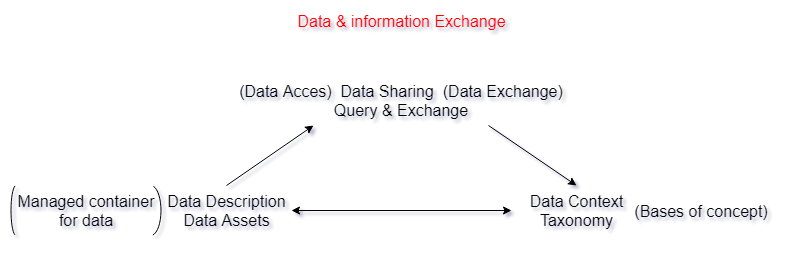 Data & information Exchange
(Data Acces) Data Sharing (Data Exchange)
Query & Exchange
(Managed container for data)
Data Description
Data Assets
Data Context
Taxonomy
(Bases of concept)